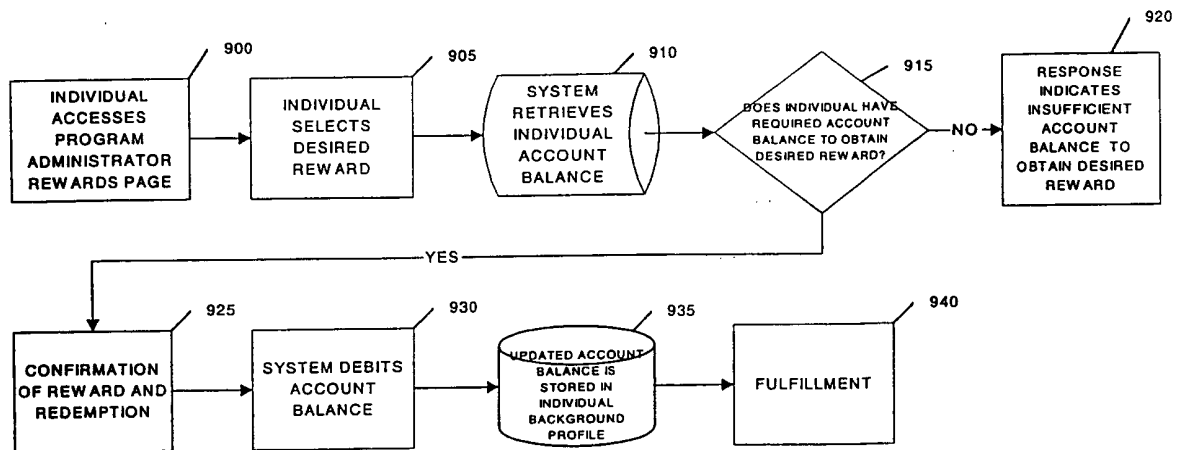 900
INDIVIDUAL
ACCESSES
PROGRAM
ADMINISTRATOR
REWARDS PAGE
905
INDIVIDUAL
SELECTS
DESIRED
REWARD
910
SYSTEM
RETRIEVES
INDIVIDUAL
ACCOUNT
BALANCE
915
DOES INDIVIDUAL HAVE
REQUIRED ACCOUNT
BALANCE TO OBTAIN
DESIRED REWARD?
NO
920
RESPONSE
INDICATES
INSUFFICIENT
ACCOUNT
BALANCE TO
OBTAIN DESIRED
REWARD
YES
925
CONFIRMATION
OF REWARD AND
REDEMPTION
930
SYSTEM DEBITS
ACCOUNT
BALANCE
935
UPDATED ACCOUNT
BALANCE IS
STORED IN
INDIVIDUAL
BACKGROUND
PROFILE
940
FULFILLMENT